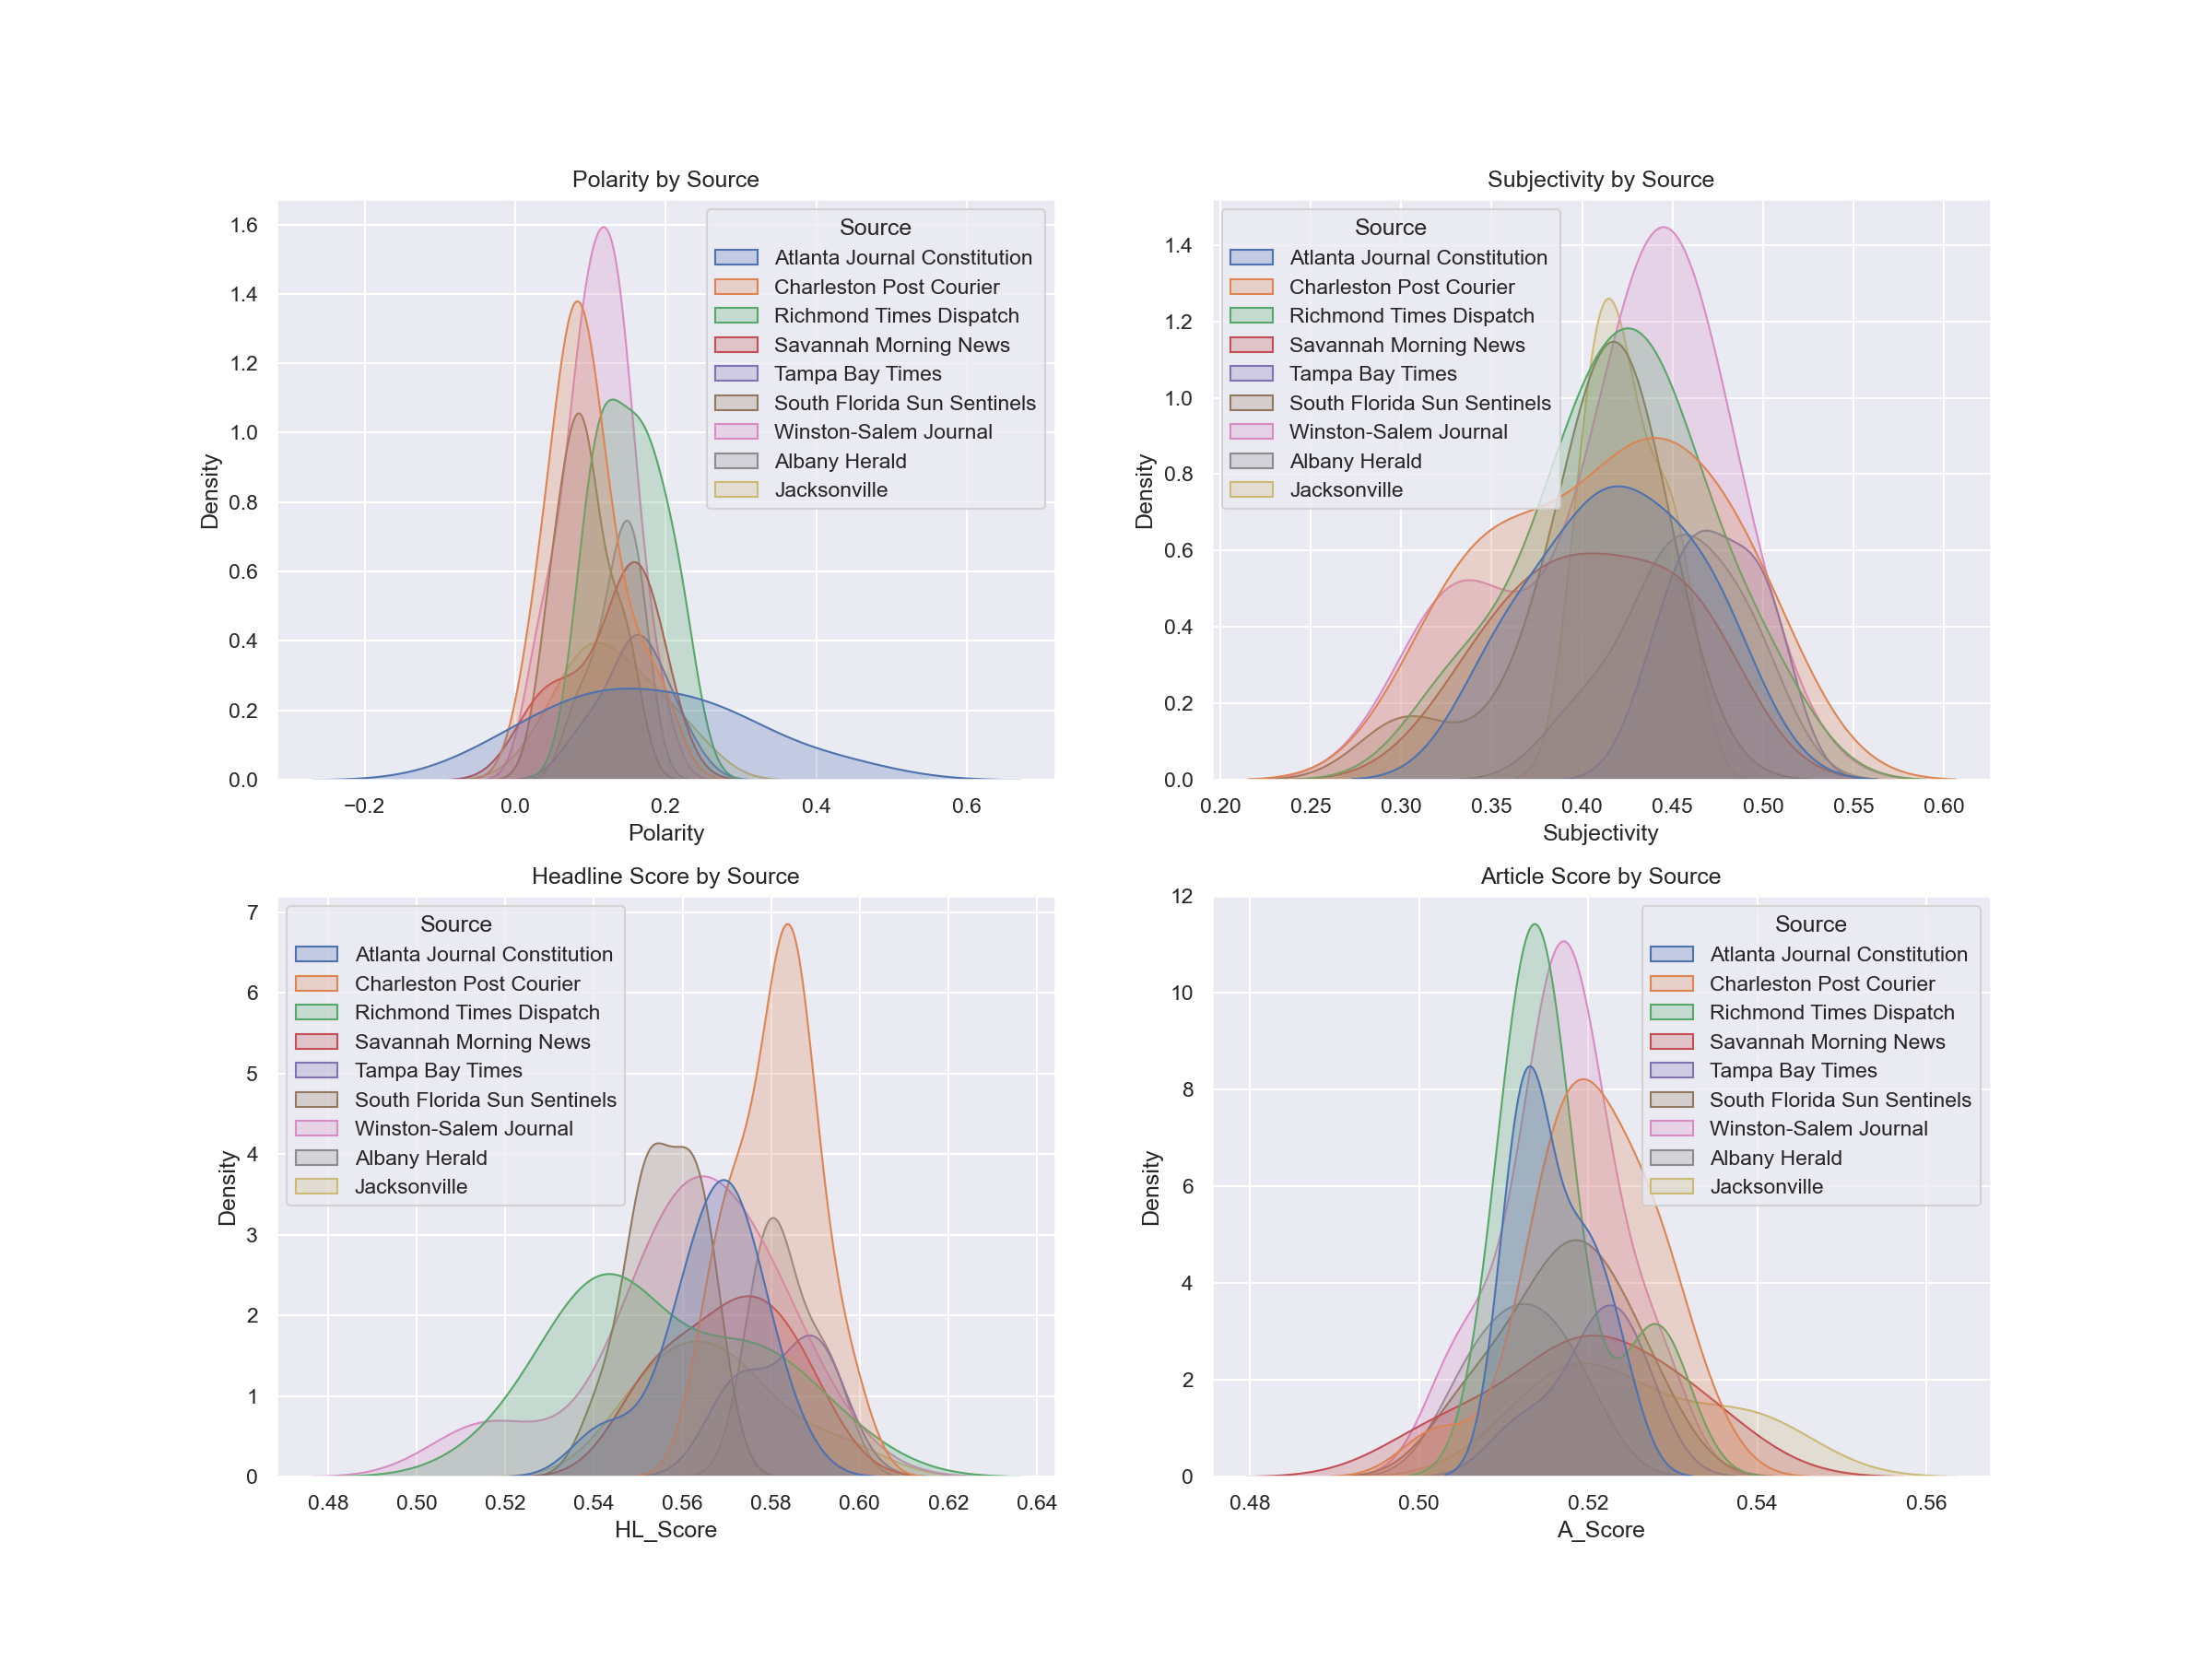 Polarity by Source
1.6
1.4
1.2
1.0
0.8
0.6
0.4
0.2
0.0
Density
Source
Atlanta Journal Constitution
Charleston Post Courier
Richmond Times Dispatch
Savannah Morning News
Tampa Bay Times
South Florida Sun Sentinels
Winston-Salem Journal
Albany Herald
Jacksonville
−0.2 0.0 0.2 0.4 0.6
Polarity
Subjectivity by Source
1.4
1.2
1.0
0.8
0.6
0.4
0.2
0.0
Density
Source
Atlanta Journal Constitution
Charleston Post Courier
Richmond Times Dispatch
Savannah Morning News
Tampa Bay Times
South Florida Sun Sentinels
Winston-Salem Journal
Albany Herald
Jacksonville
0.20 0.25 0.30 0.35 0.40 0.45 0.50 0.55 0.60
Subjectivity
Headline Score by Source
7
6
5
4
3
2
1
0
Density
Source
Atlanta Journal Constitution
Charleston Post Courier
Richmond Times Dispatch
Savannah Morning News
Tampa Bay Times
South Florida Sun Sentinels
Winston-Salem Journal
Albany Herald
Jacksonville
0.48 0.50 0.52 0.54 0.56 0.58 0.60 0.62 0.64
HL_Score
Article Score by Source
12
10
8
6
4
2
0
Density
Source
Atlanta Journal Constitution
Charleston Post Courier
Richmond Times Dispatch
Savannah Morning News
Tampa Bay Times
South Florida Sun Sentinels
Winston-Salem Journal
Albany Herald
Jacksonville
0.48 0.50 0.52 0.54 0.56
A_Score